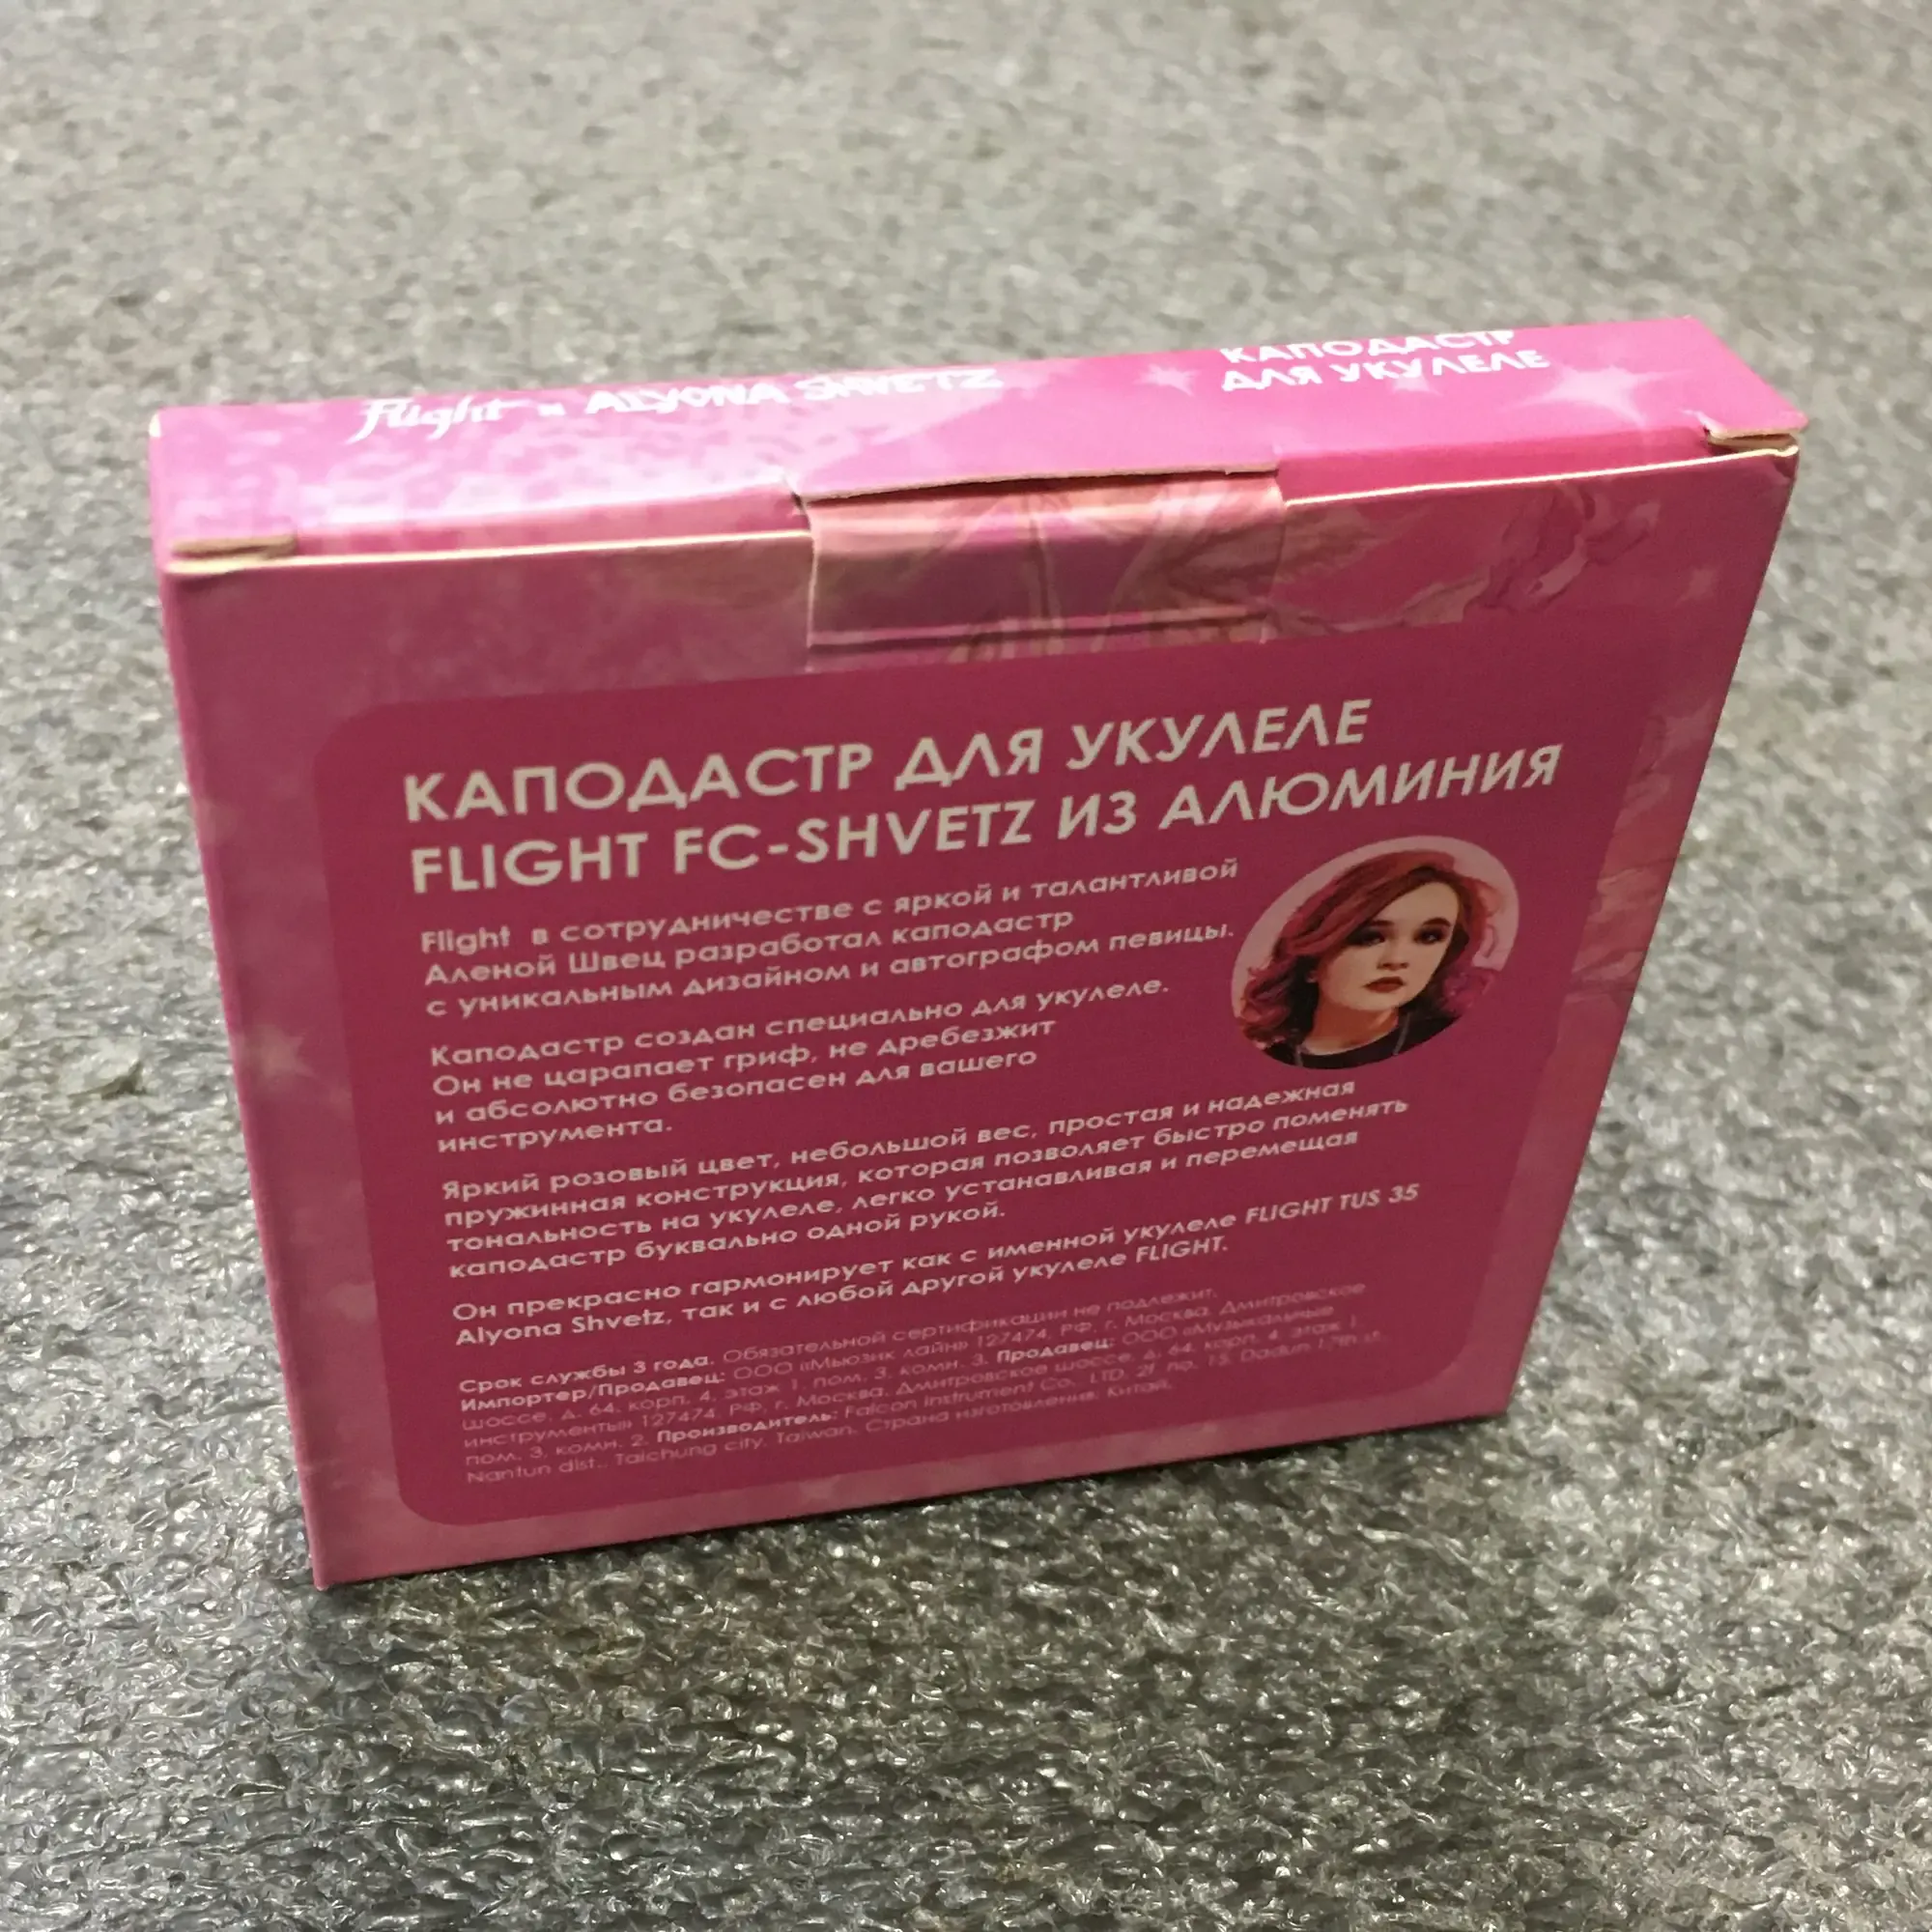 Flight × ALYONA SHVETZ
КАПОДАСТР
ДЛЯ УКУЛЕЛЕ
КАПОДАСТР ДЛЯ УКУЛЕЛЕ
FLIGHT FC-SHVETZ ИЗ АЛЮМИНИЯ
Flight в сотрудничестве с яркой и талантливой
Аленой Швец разработал каподастр
с уникальным дизайном и автографом певицы.
Каподастр создан специально для укулеле.
Он не царапает гриф, не дребезжит
и абсолютно безопасен для вашего
инструмента.
Яркий розовый цвет, небольшой вес, простая и надежная
пружинная конструкция, которая позволяет быстро поменять
тональность на укулеле, легко устанавливая и перемещая
каподастр буквально одной рукой.
Он прекрасно гармонирует как с именной укулеле FLIGHT TUS 35
Alyona Shvetz, так и с любой другой укулеле FLIGHT.
Срок службы 3 года. Обязательной сертификации не подлежит.
Импортер/Продавец: ООО «Мьюзик лайн» 127474, РФ, г. Москва, Дмитровское
шоссе, д. 64, корп. 4, этаж 1, пом. 3, комн. 3. Продавец: ООО «Музыкальные
инструменты» 127474, РФ, г. Москва, Дмитровское шоссе, д. 64, корп. 4, этаж 1,
пом. 3, комн. 2. Производитель: Falcon Instrument Co., LTD. 2f, no. 15, Dadun
Nantun dist., Taichung city, Taiwan. Страна изготовления: Китай.